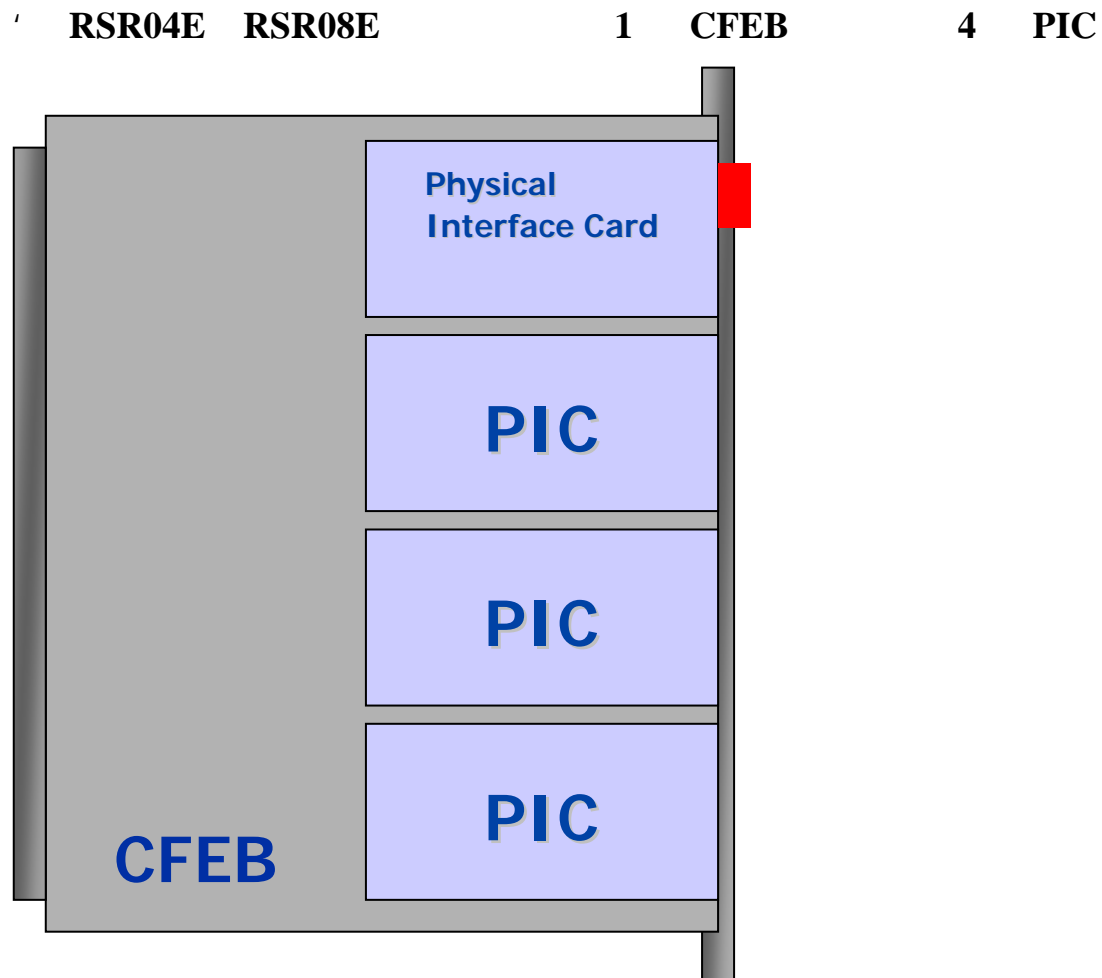 RSR04E RSR08E 1 CFEB 4 PIC
Physical
Interface Card
PIC
PIC
PIC
CFEB